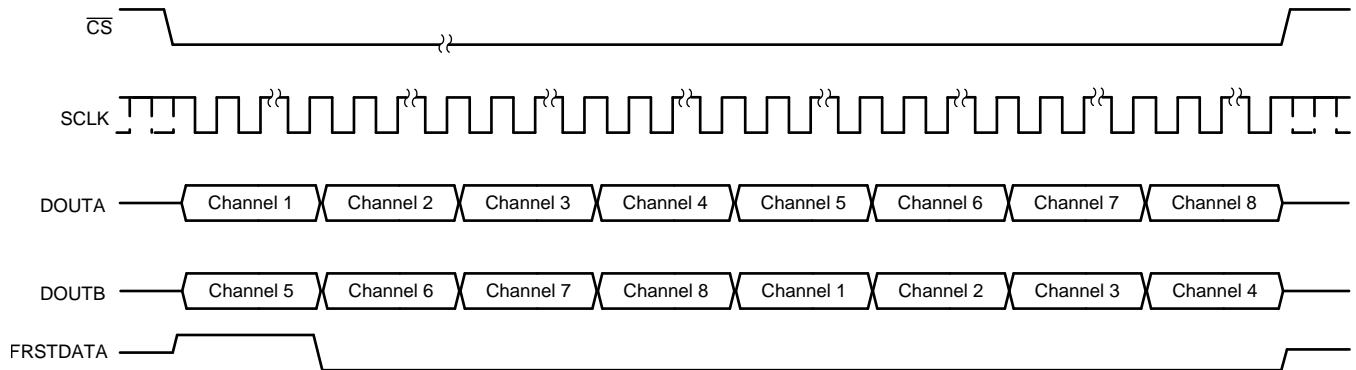 CS
SCLK
DOUTA Channel 1 Channel 2 Channel 3 Channel 4 Channel 5 Channel 6 Channel 7 Channel 8
DOUTB Channel 5 Channel 6 Channel 7 Channel 8 Channel 1 Channel 2 Channel 3 Channel 4
FRSTDATA